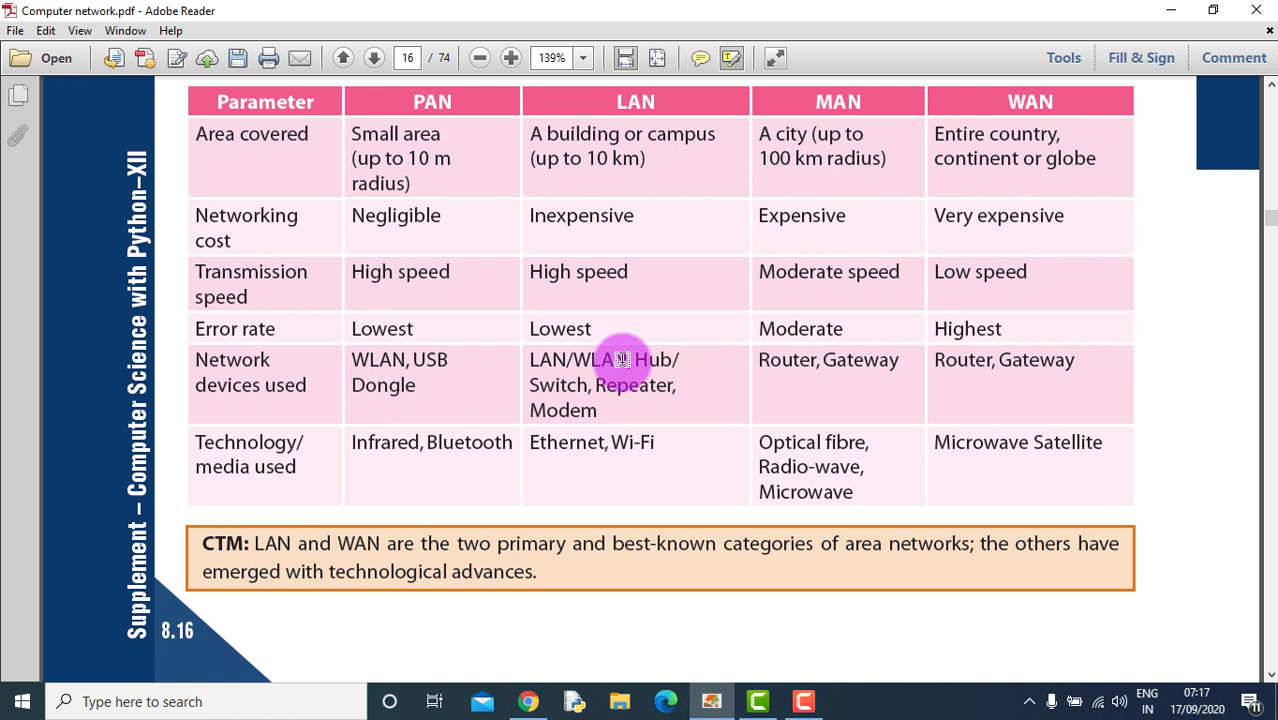 Computer network.pdf - Adobe Reader
File Edit View Window Help
Open 16 / 74 139% Tools Fill & Sign Comment
Parameter PAN LAN MAN WAN
Area covered Small area A building or campus A city (up to Entire country,
(up to 10 m (up to 10 km) 100 km radius) continent or globe
radius)
Networking Negligible Inexpensive Expensive Very expensive
cost
Transmission High speed High speed Moderate speed Low speed
speed
Error rate Lowest Lowest Moderate Highest
Network WLAN, USB LAN/WLAN, Hub/ Router, Gateway Router, Gateway
devices used Dongle Switch, Repeater,
Modem
Technology/ Infrared, Bluetooth Ethernet, Wi-Fi Optical fibre, Microwave Satellite
media used Radio-wave,
Microwave
CTM: LAN and WAN are the two primary and best-known categories of area networks; the others have
emerged with technological advances.
Supplement – Computer Science with Python–XII
8.16
Type here to search
ENG 07:17
IN 17/09/2020 11